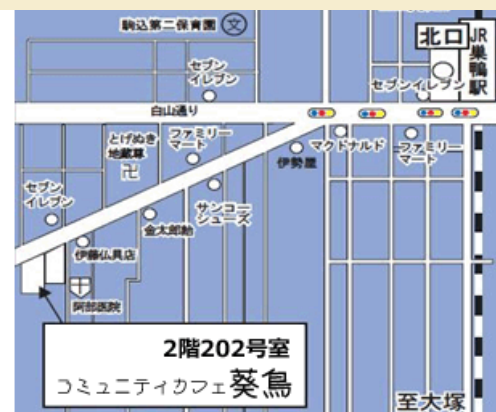 駒込第二保育園
文
北口
JR
巣鴨駅
セブン
イレブン
セブンイレブン
白山通り
とげぬき
地蔵尊
卍
ファミリー
マート
マクドナルド
ファミリー
マート
伊勢屋
セブン
イレブン
サンコー
シューズ
金太郎飴
伊藤仏具店
阿部医院
2階202号室
コミュニティカフェ葵鳥
至大塚